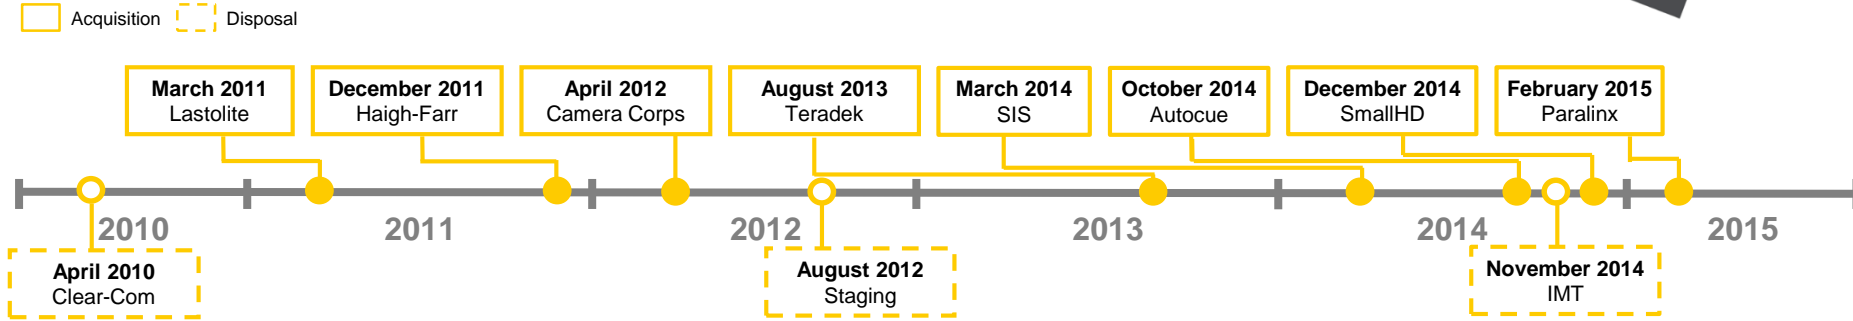 Acquisition Disposal
March 2011
Lastolite
December 2011
Haigh-Farr
April 2012
Camera Corps
August 2013
Teradek
March 2014
SIS
October 2014
Autocue
December 2014
SmallHD
February 2015
Paralinx
2010 2011 2012 2013 2014 2015
April 2010
Clear-Com
August 2012
Staging
November 2014
IMT